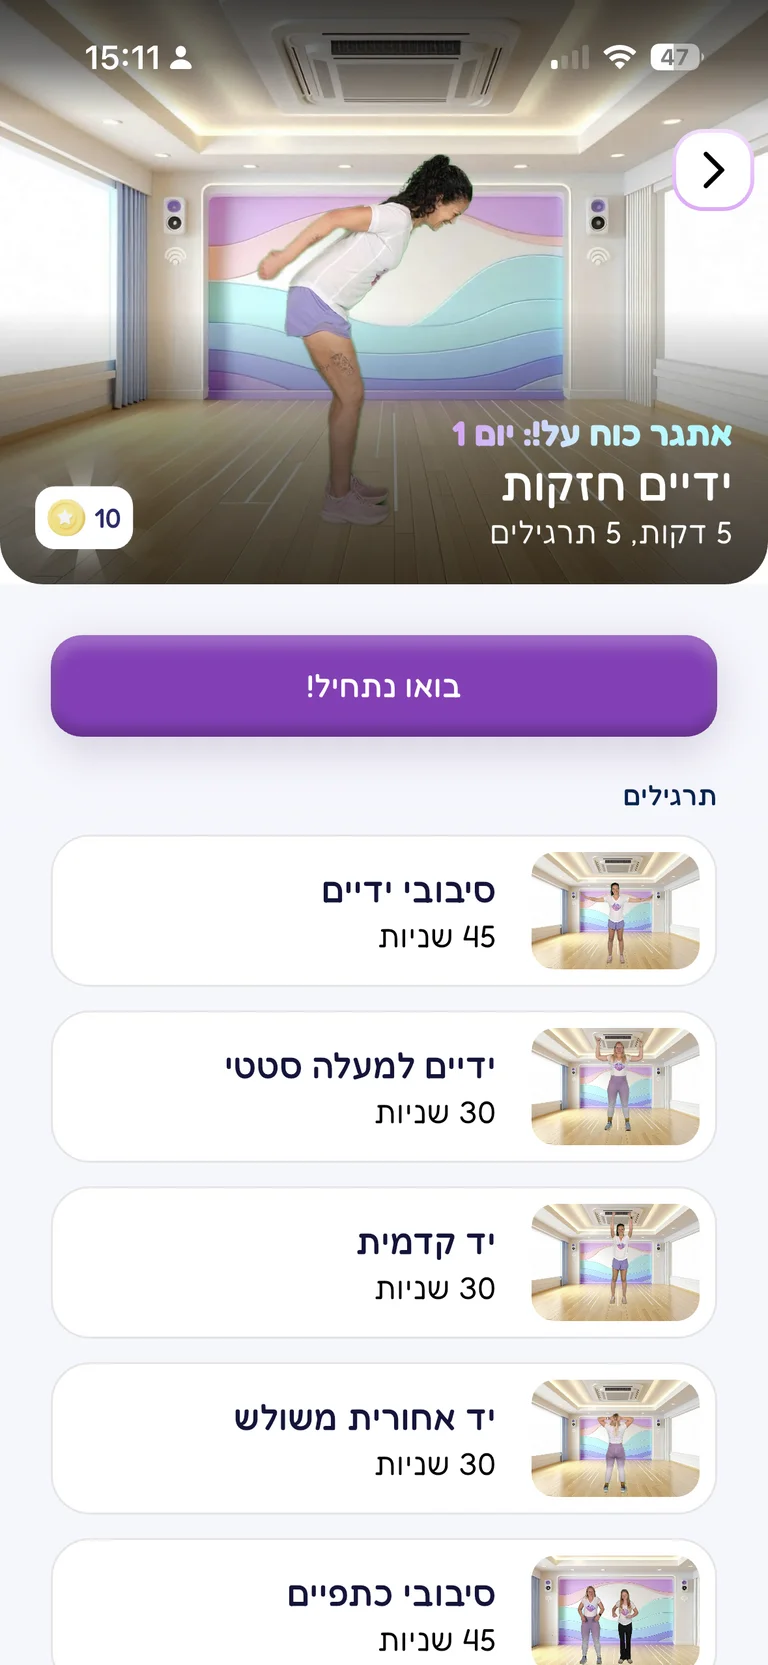 15:11
47
אתגר כוח על!: יום 1
ידיים חזקות
5 דקות, 5 תרגילים
10
בואו נתחיל!
תרגילים
סיבובי ידיים
45 שניות
ידיים למעלה סטטי
30 שניות
יד קדמית
30 שניות
יד אחורית משולש
30 שניות
סיבובי כתפיים
45 שניות